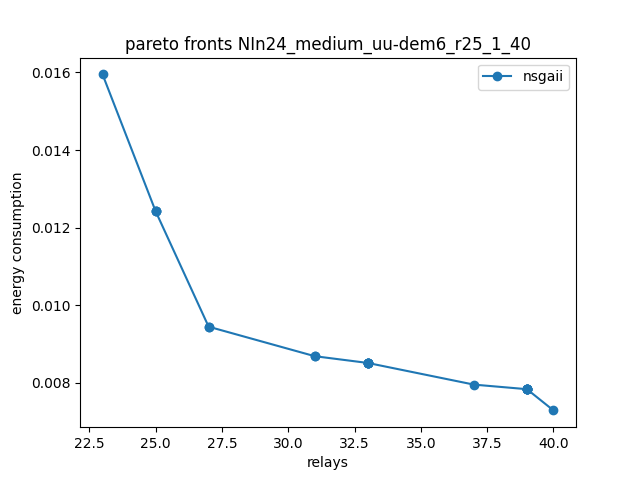 pareto fronts NIn24_medium_uu-dem6_r25_1_40
nsgaii
energy consumption
0.016
0.014
0.012
0.010
0.008
22.5 25.0 27.5 30.0 32.5 35.0 37.5 40.0
relays